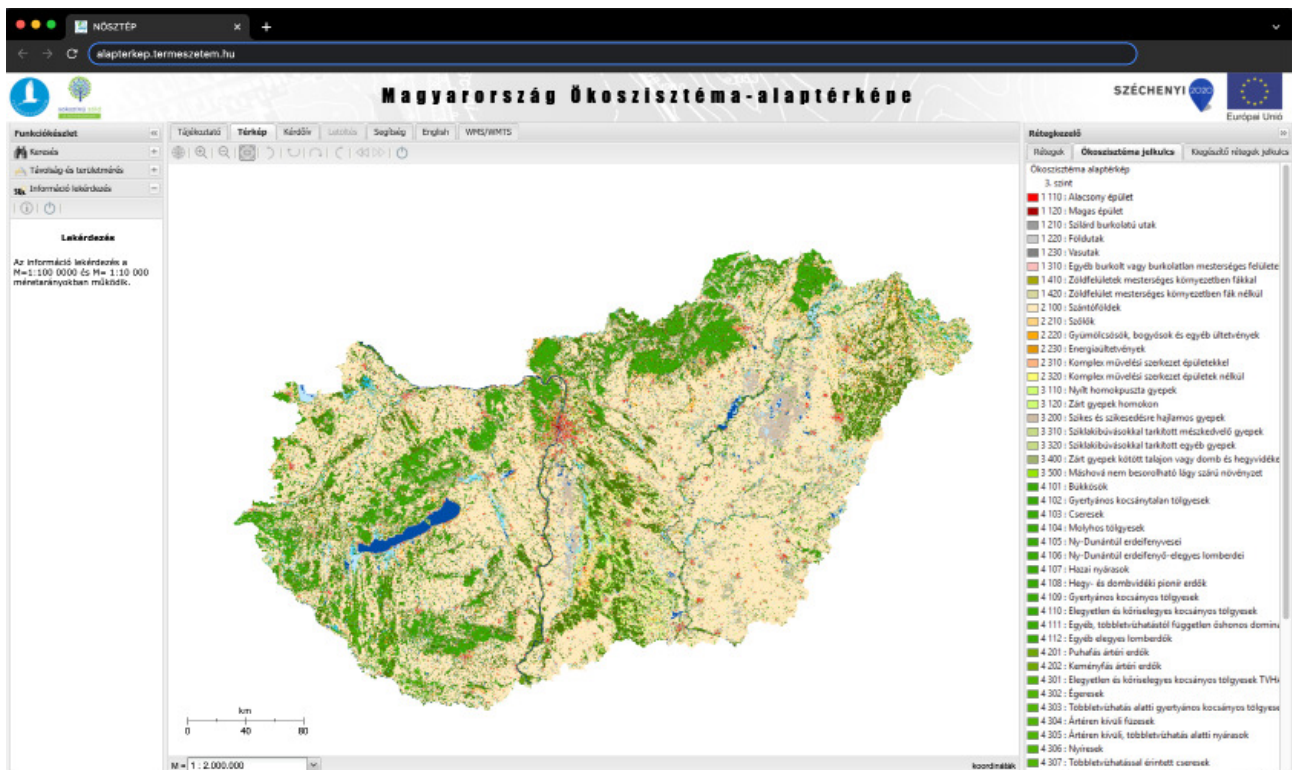 NÖSZTÉP
alapterkep.termeszetem.hu
Magyarország Ökoszisztéma-alaptérképe
SZÉCHENYI 2020
Európai Unió
Funkciókészlet
Keresés
Távolság és területmérés
Információ lekérdezés
Lekérdezés
Az információ lekérdezés a
M=1:100 0000 és M= 1:10 000
méretarányokban működik.
Tájékoztató Térkép Kérdőív Letöltés Segítség English WMS/WMTS
km
0 40 80
M = 1 : 2.000.000
koordináták
Rétegkezelő
Rétegek Ökoszisztéma jelkulcs Kiegészítő rétegek jelkulcs
Ökoszisztéma alaptérkép
3. szint
1 110 : Alacsony épület
1 120 : Magas épület
1 210 : Szilárd burkolatú utak
1 220 : Földutak
1 230 : Vasutak
1 310 : Egyéb burkolt vagy burkolatlan mesterséges felülete
1 410 : Zöldfelületek mesterséges környezetben fákkal
1 420 : Zöldfelület mesterséges környezetben fák nélkül
2 100 : Szántóföldek
2 210 : Szőlők
2 220 : Gyümölcsösök, bogyósok és egyéb ültetvények
2 230 : Energiaültetvények
2 310 : Komplex művelési szerkezet épületekkel
2 320 : Komplex művelési szerkezet épületek nélkül
3 110 : Nyílt homokpuszta gyepek
3 120 : Zárt gyepek homokon
3 200 : Szikes és szikesedésre hajlamos gyepek
3 310 : Sziklakibúvásokkal tarkított mészkedvelő gyepek
3 320 : Sziklakibúvásokkal tarkított egyéb gyepek
3 400 : Zárt gyepek kötött talajon vagy domb és hegyvidéke
3 500 : Máshová nem besorolható lágy szárú növényzet
4 101 : Bükkösök
4 102 : Gyertyános kocsánytalan tölgyesek
4 103 : Cseresek
4 104 : Molyhos tölgyesek
4 105 : Ny-Dunántúl erdeifenyvesei
4 106 : Ny-Dunántúl erdeifenyő-elegyes lomberdei
4 107 : Hazai nyárasok
4 108 : Hegy- és dombvidéki pionír erdők
4 109 : Gyertyános kocsányos tölgyesek
4 110 : Elegyetlen és kőriselegyes kocsányos tölgyesek
4 111 : Egyéb, többletvízhatástól független őshonos domina
4 112 : Egyéb elegyes lomberdők
4 201 : Puhafás ártéri erdők
4 202 : Keményfás ártéri erdők
4 301 : Elegyetlen és kőriselegyes kocsányos tölgyesek TVH
4 302 : Égeresek
4 303 : Többletvízhatás alatti gyertyános kocsányos tölgyese
4 304 : Ártéren kívüli fűzesek
4 305 : Ártéren kívüli, többletvízhatás alatti nyárasok
4 306 : Nyíresek
4 307 : Többletvízhatással érintett cseresek